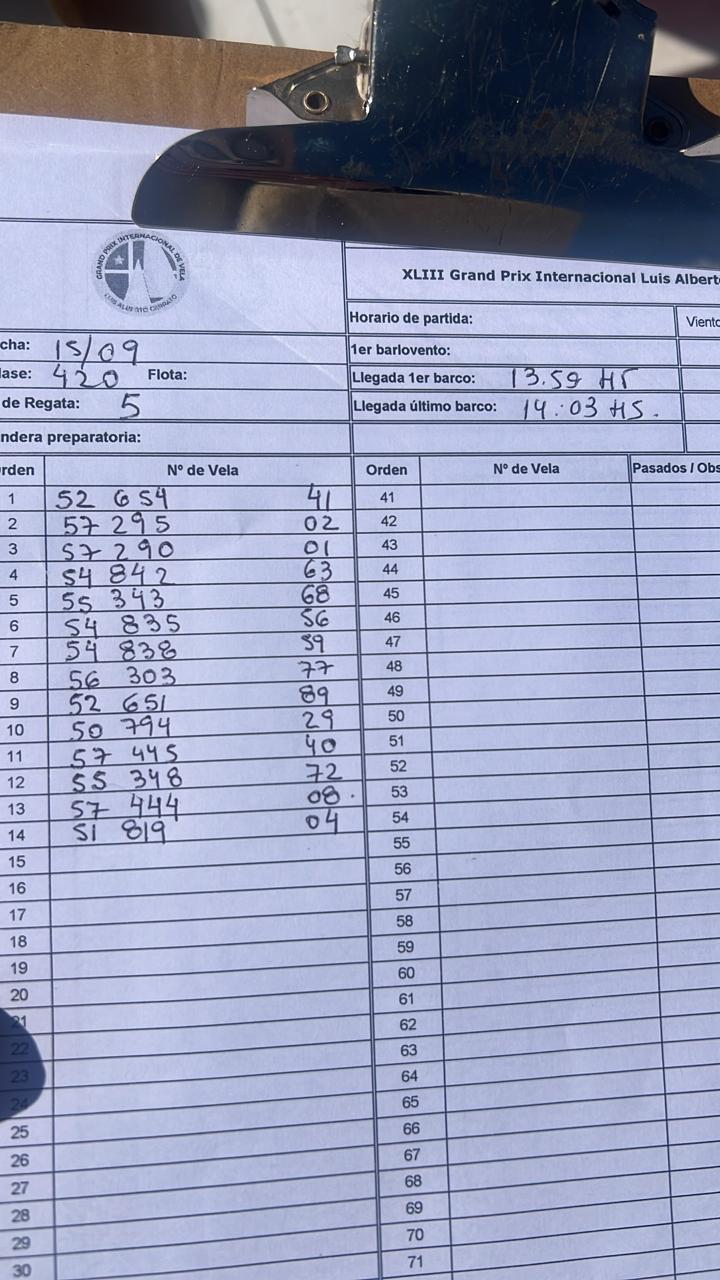 GRAND PRIX INTERNACIONAL DE VELA
LUIS ALBERTO CERRATO
XLIII Grand Prix Internacional Luis Alberto
Horario de partida:
Viento
cha: 15/09
1er barlovento:
lase: 420 Flota:
Llegada 1er barco: 13.59 Hr
de Regata: 5
Llegada último barco: 14:03 HS.
ndera preparatoria:
rden Nº de Vela Orden Nº de Vela Pasados / Obs
1 52 654 41 41
2 57 295 02 42
3 57 290 01 43
4 54 842 63 44
5 55 343 68 45
6 54 835 56 46
7 54 838 59 47
8 56 303 77 48
9 52 651 89 49
10 50 794 29 50
11 57 445 40 51
12 55 348 72 52
13 57 444 08. 53
14 51 819 04 54
15 55
16 56
17 57
18 58
19 59
20 60
21 61
22 62
23 63
24 64
25 65
26 66
27 67
28 68
29 69
30 70
71